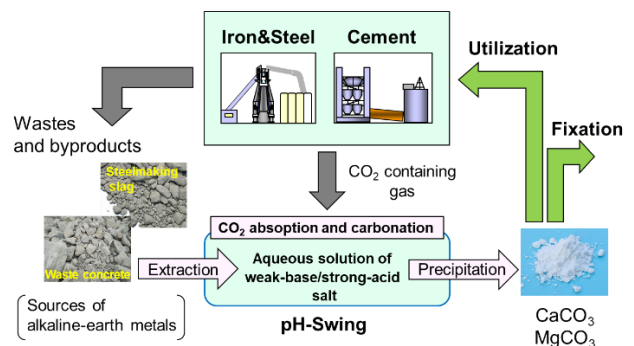 Iron&Steel
Cement
Utilization
Fixation
Wastes
and byproducts
Steelmaking
slag
Waste concrete
CO₂ containing
gas
CO₂ absoption and carbonation
Extraction
Aqueous solution of
weak-base/strong-acid
salt
Precipitation
Sources of
alkaline-earth metals
pH-Swing
CaCO₃
MgCO₃